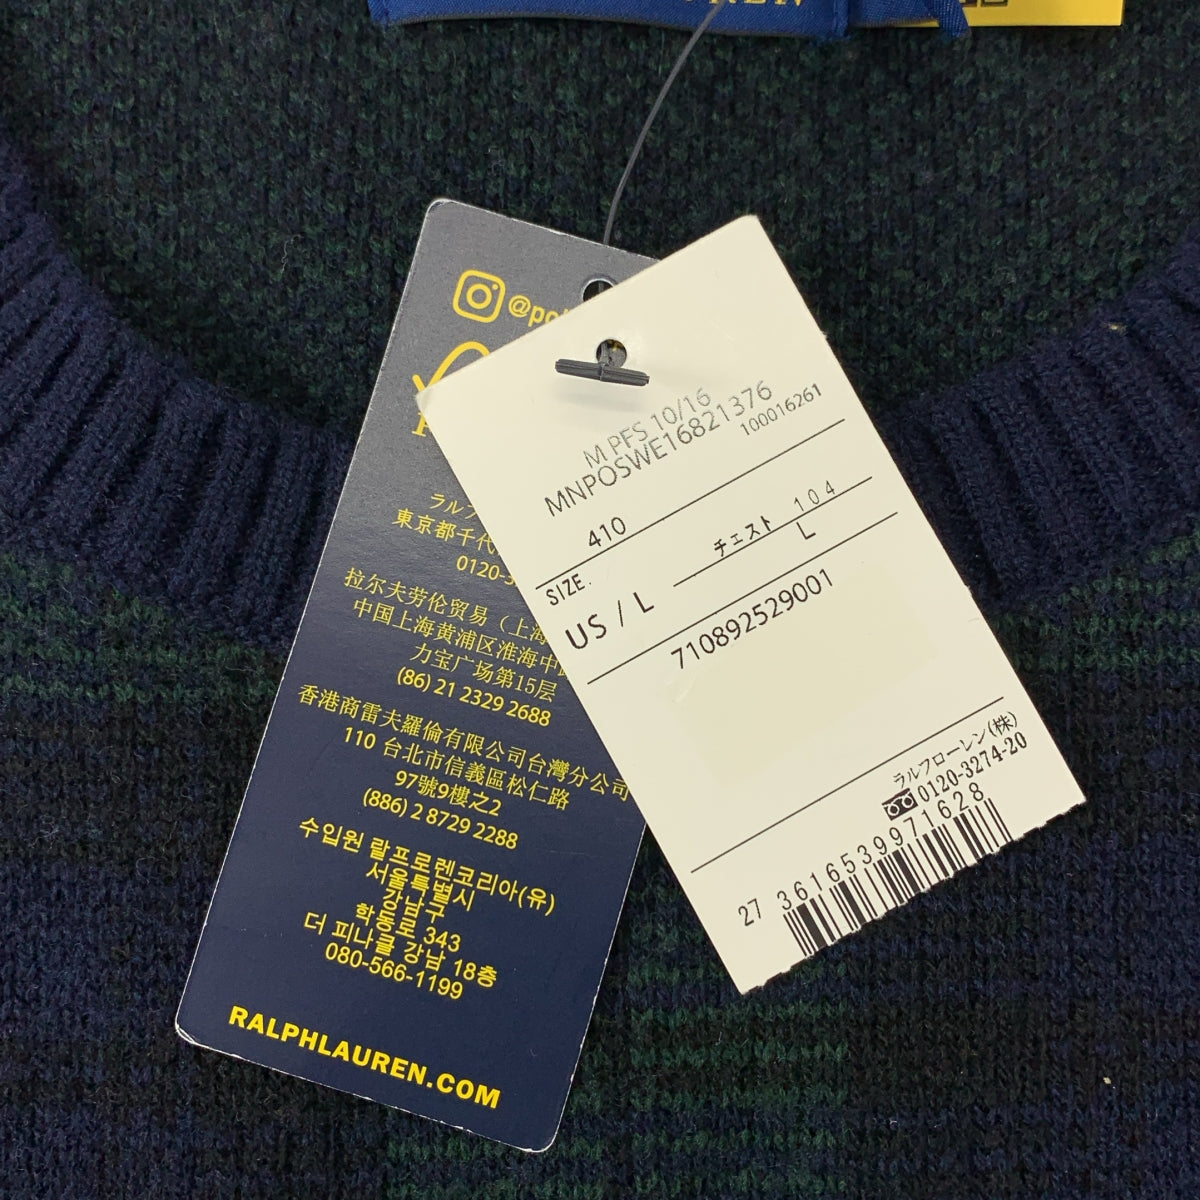 @po
ラルフ
東京都千代
0120-3
拉尔夫劳伦贸易（上海
中国上海黄浦区淮海中
力宝广场第15层
(86) 21 2329 2688
香港商雷夫羅倫有限公司台灣分公司
110 台北市信義區松仁路
97號9樓之2
(886) 2 8729 2288
수입원 랄프로렌코리아(유)
서울특별시
강남구
학동로 343
더 피나클 강남 18층
080-566-1199
RALPHLAUREN.COM
M PFS 10/16
MNPOSWE16821376
100016261
410
SIZE.
チェスト 104
US / L
L
710892529001
ラルフローレン(株)
0120-3274-20
27 3616539971628